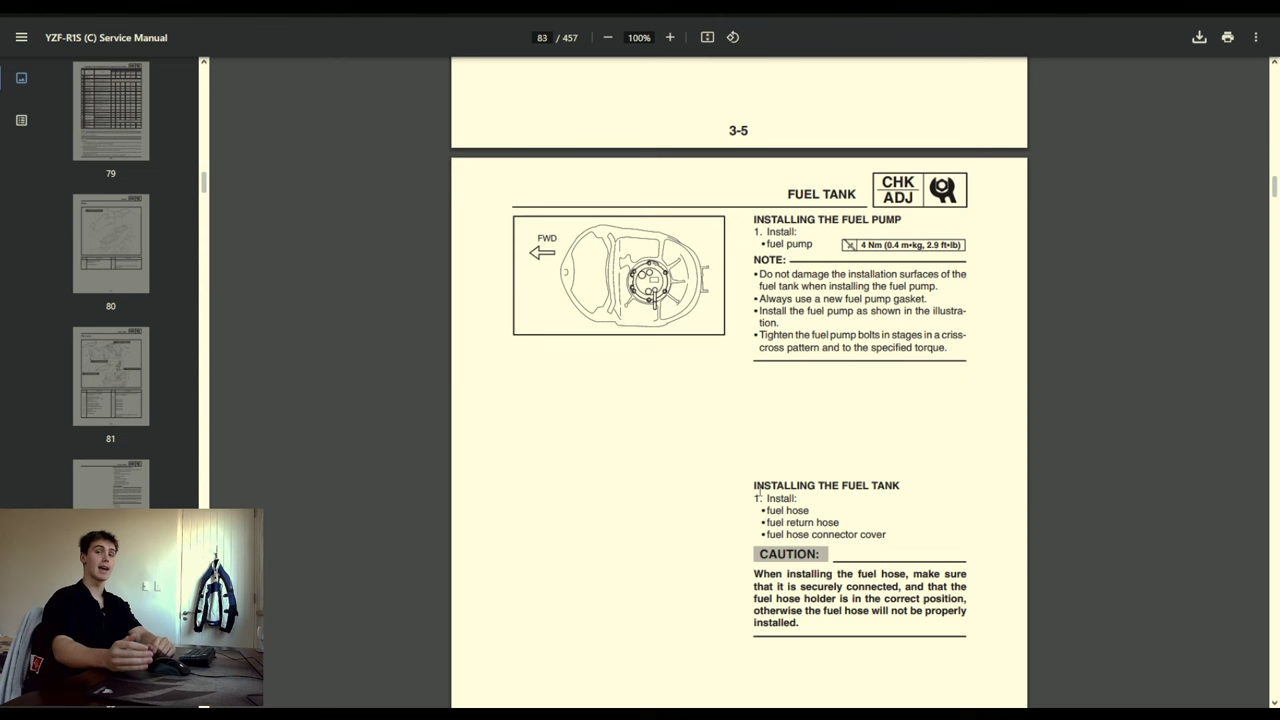 YZF-R1S (C) Service Manual
83 / 457
100%
79
80
81
3-5
FUEL TANK
CHK
ADJ
FWD
INSTALLING THE FUEL PUMP
1. Install:
• fuel pump
4 Nm (0.4 m•kg, 2.9 ft•lb)
NOTE:
• Do not damage the installation surfaces of the
fuel tank when installing the fuel pump.
• Always use a new fuel pump gasket.
• Install the fuel pump as shown in the illustra-
tion.
• Tighten the fuel pump bolts in stages in a criss-
cross pattern and to the specified torque.
INSTALLING THE FUEL TANK
1. Install:
• fuel hose
• fuel return hose
• fuel hose connector cover
CAUTION:
When installing the fuel hose, make sure
that it is securely connected, and that the
fuel hose holder is in the correct position,
otherwise the fuel hose will not be properly
installed.